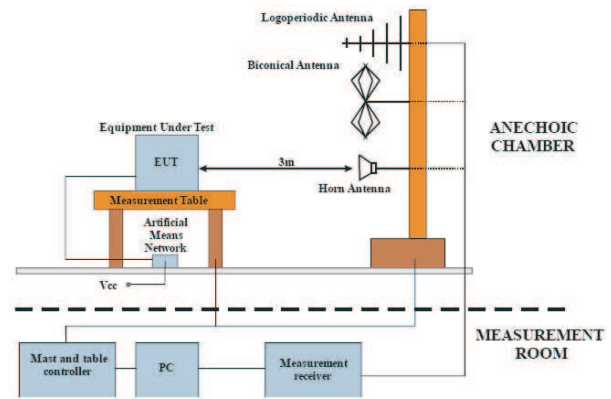 Logoperiodic Antenna
Biconical Antenna
ANECHOIC
CHAMBER
Equipment Under Test
EUT
3m
Horn Antenna
Measurement Table
Artificial
Means
Network
Vcc
MEASUREMENT
ROOM
Mast and table
controller
PC
Measurement
receiver